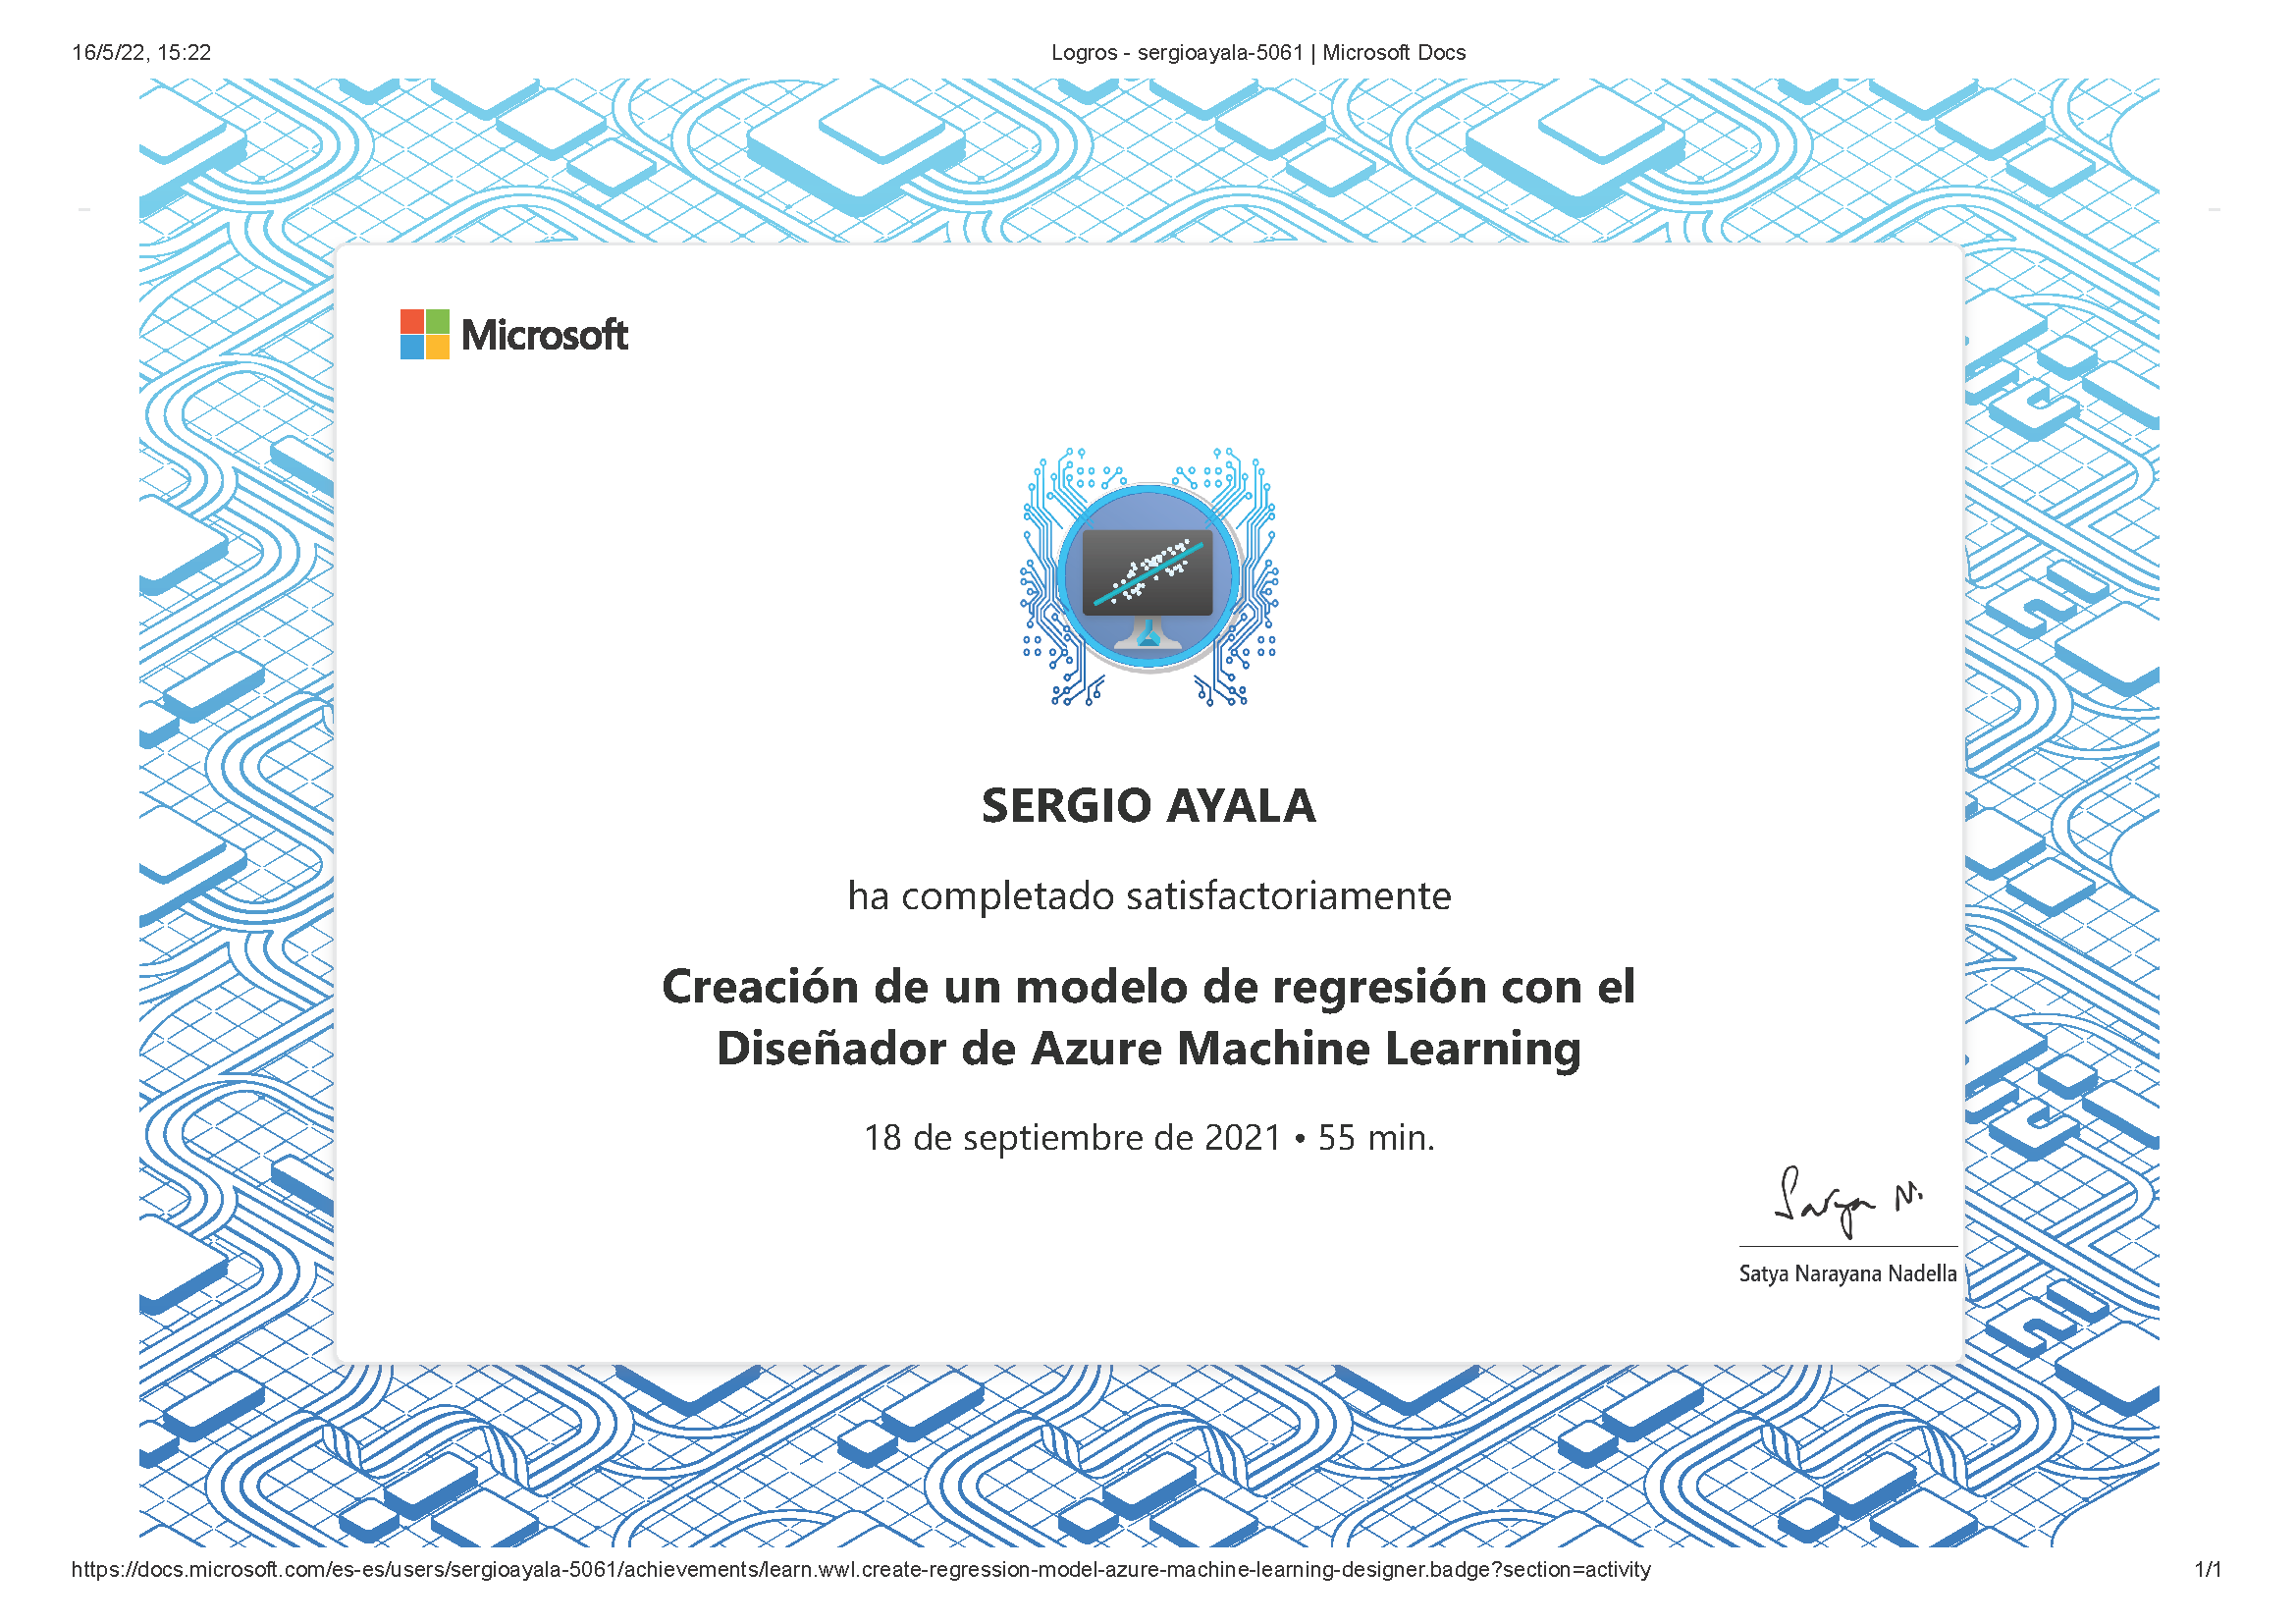 16/5/22, 15:22
Logros - sergioayala-5061 | Microsoft Docs
Microsoft
SERGIO AYALA
ha completado satisfactoriamente
Creación de un modelo de regresión con el
Diseñador de Azure Machine Learning
18 de septiembre de 2021 • 55 min.
Satya N.
Satya Narayana Nadella
https://docs.microsoft.com/es-es/users/sergioayala-5061/achievements/learn.wwl.create-regression-model-azure-machine-learning-designer.badge?section=activity
1/1